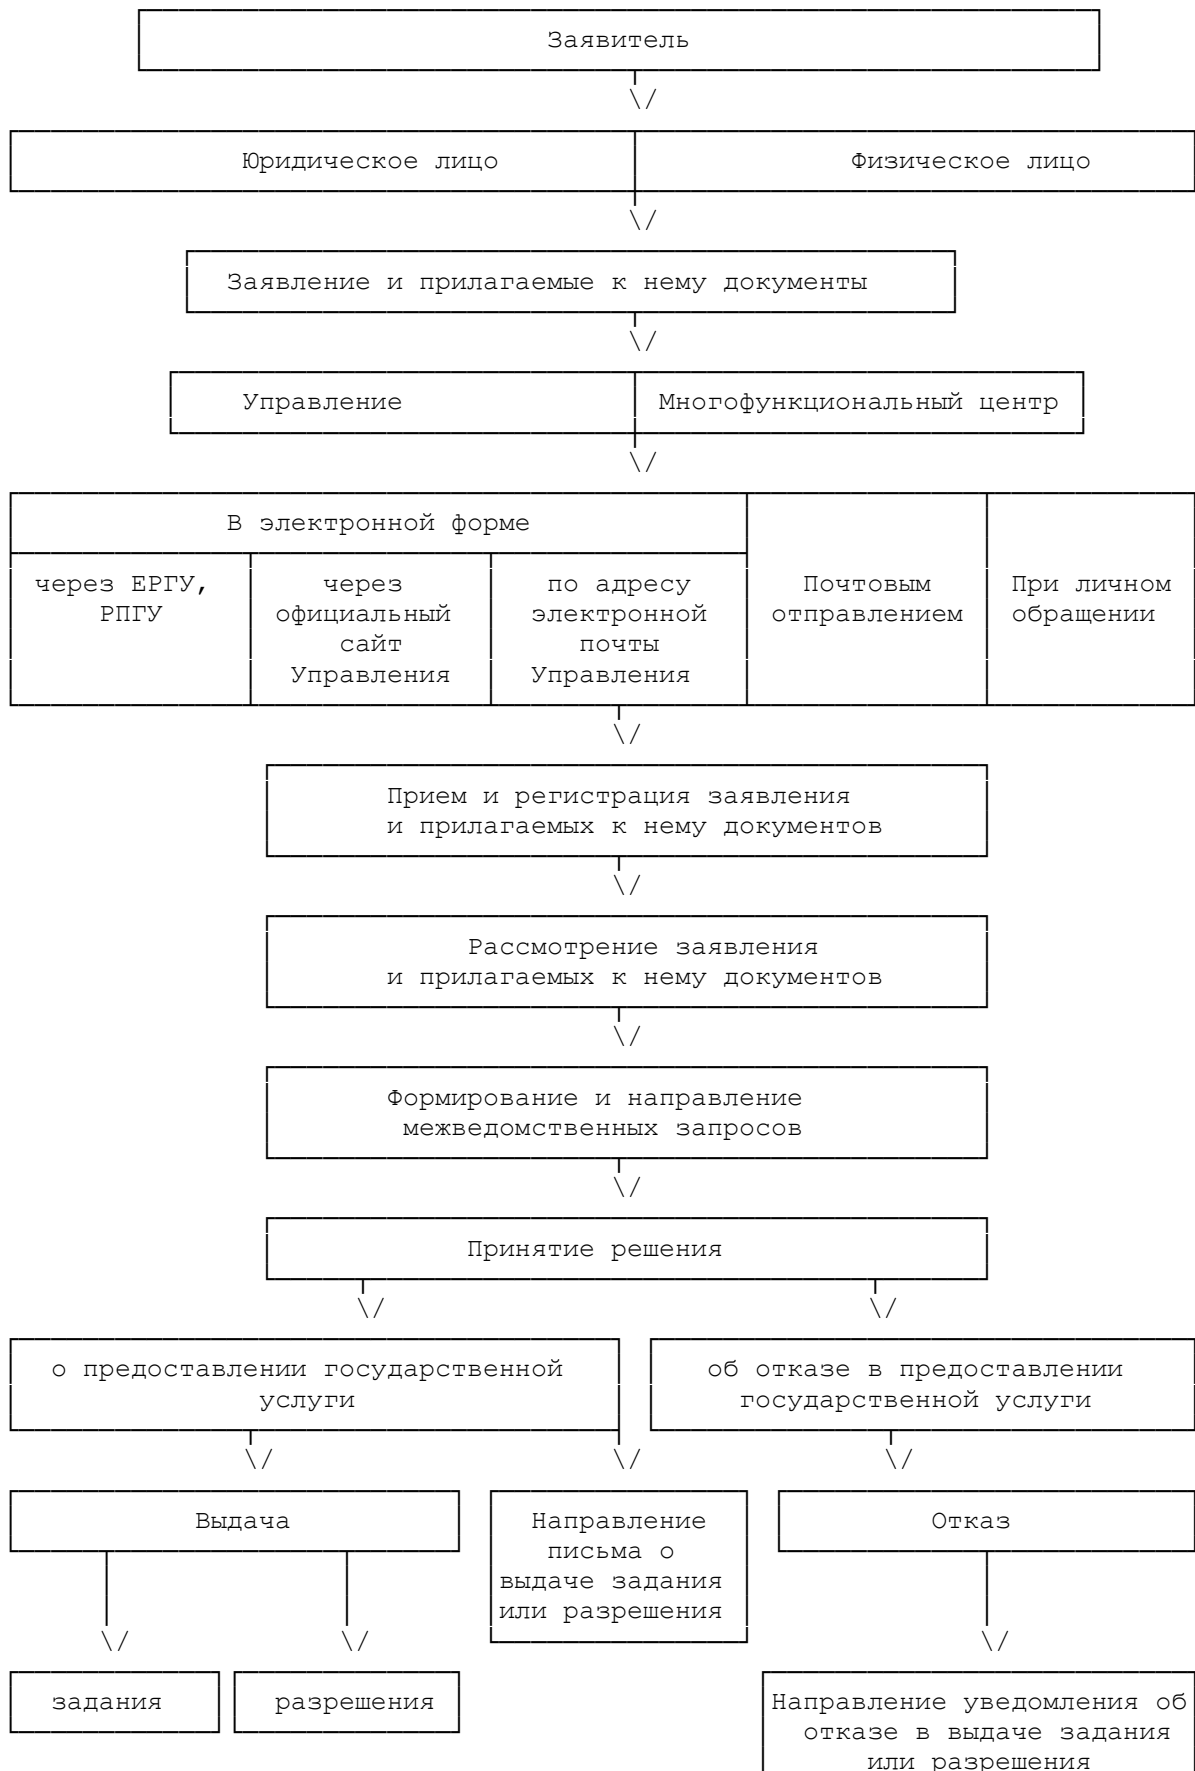 Заявитель
Юридическое лицо
Физическое лицо
Заявление и прилагаемые к нему документы
Управление
Многофункциональный центр
В электронной форме
через ЕРГУ,
РПГУ
через
официальный
сайт
Управления
по адресу
электронной
почты
Управления
Почтовым
отправлением
При личном
обращении
Прием и регистрация заявления
и прилагаемых к нему документов
Рассмотрение заявления
и прилагаемых к нему документов
Формирование и направление
межведомственных запросов
Принятие решения
о предоставлении государственной
услуги
об отказе в предоставлении
государственной услуги
Выдача
Направление
письма о
выдаче задания
или разрешения
Отказ
задания
разрешения
Направление уведомления об
отказе в выдаче задания
или разрешения